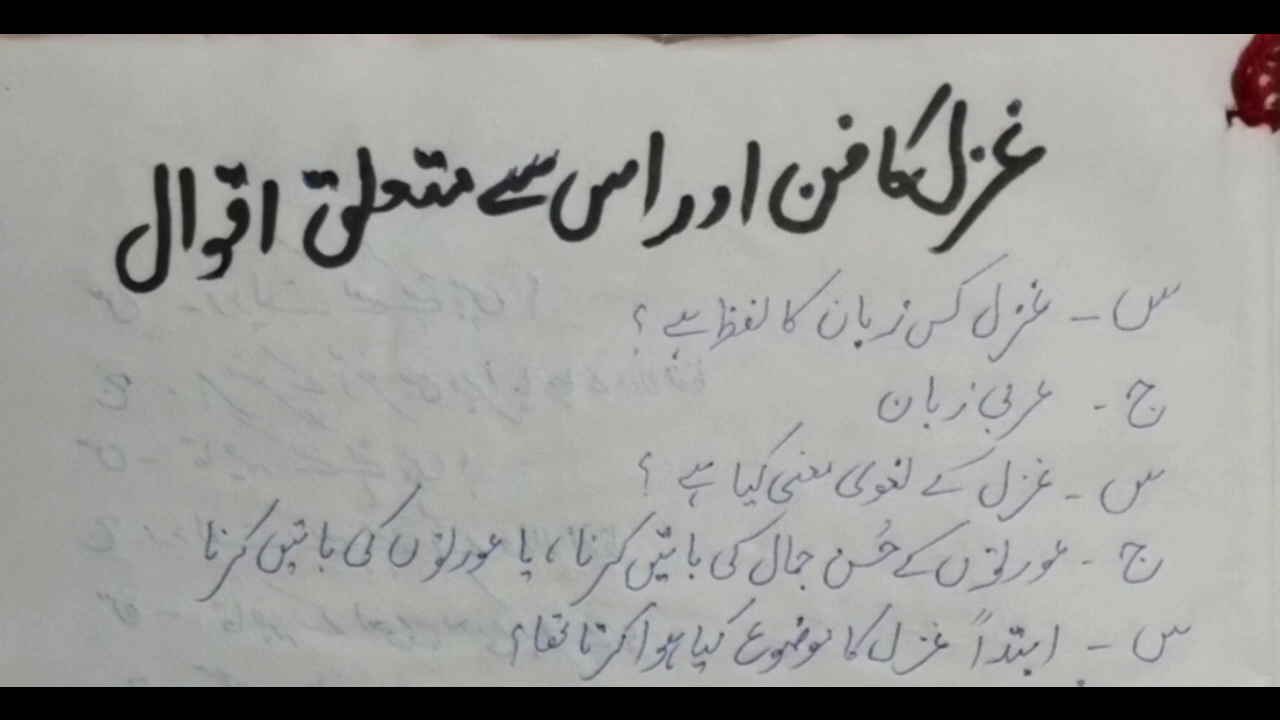 غزل کا فن اور اس سے متعلق اقوال
س ۔ غزل کس زبان کا لفظ ہے ؟
ج ۔ عربی زبان
س ۔ غزل کے لغوی معنی کیا ہے ؟
ج ۔ عورتوں کے حُسن جمال کی باتیں کرنا ، یا عورتوں کی باتیں کرنا
س ۔ ابتداً غزل کا موضوع کیا ہوا کرتا تھا ؟